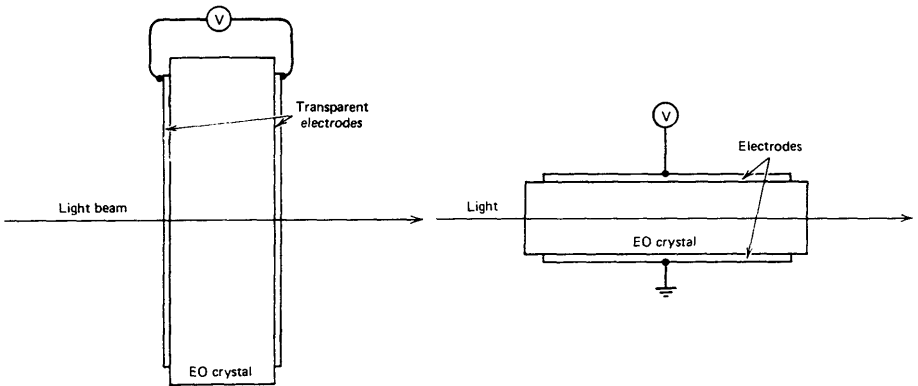 V
Transparent
electrodes
Light beam
EO crystal
V
Electrodes
Light
EO crystal